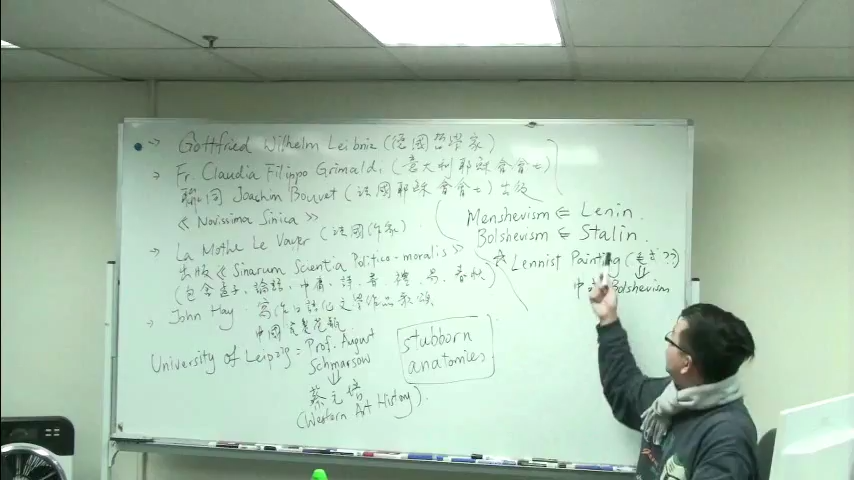 → Gottfried Wilhelm Leibniz (德國哲學家)
→ Fr. Claudia Filippo Grimaldi (意大利耶穌會會士)
聯同 Joachim Bouvet (法國耶穌會會士) 出役
《Novissima Sinica》
→ La Mothe Le Vayer (法國作家)
出版《Sinarum Scientia Politico-moralis》
(包含孟子、論語、中庸、詩、書、禮、易、春秋)
→ John Hay
中國
University of Leipzig = Prof. August
Schmarsow
⇓
蔡元培
(Western Art History).
stubborn
anatomies
Menshevism ⇐ Lenin.
Bolshevism ⇐ Stalin.
☆ Lennist Painting
⇓
Bolshevism